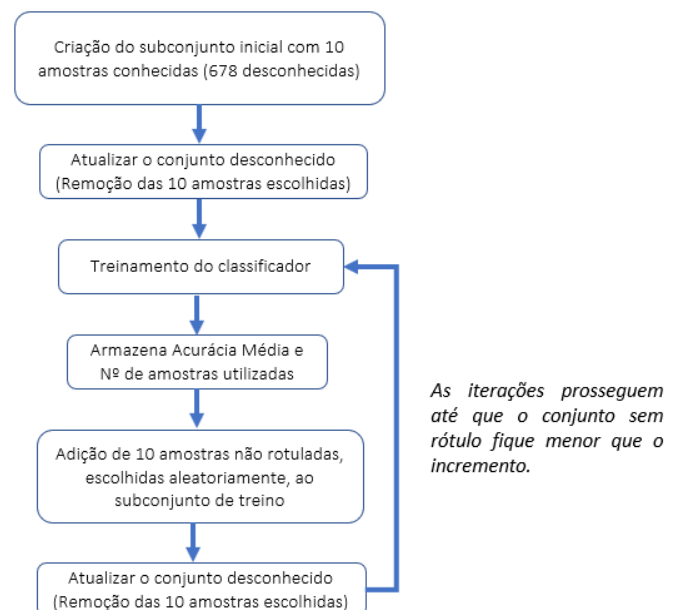 Criação do subconjunto inicial com 10
amostras conhecidas (678 desconhecidas)
Atualizar o conjunto desconhecido
(Remoção das 10 amostras escolhidas)
Treinamento do classificador
Armazena Acurácia Média e
Nº de amostras utilizadas
As iterações prosseguem
até que o conjunto sem
rótulo fique menor que o
incremento.
Adição de 10 amostras não rotuladas,
escolhidas aleatoriamente, ao
subconjunto de treino
Atualizar o conjunto desconhecido
(Remoção das 10 amostras escolhidas)